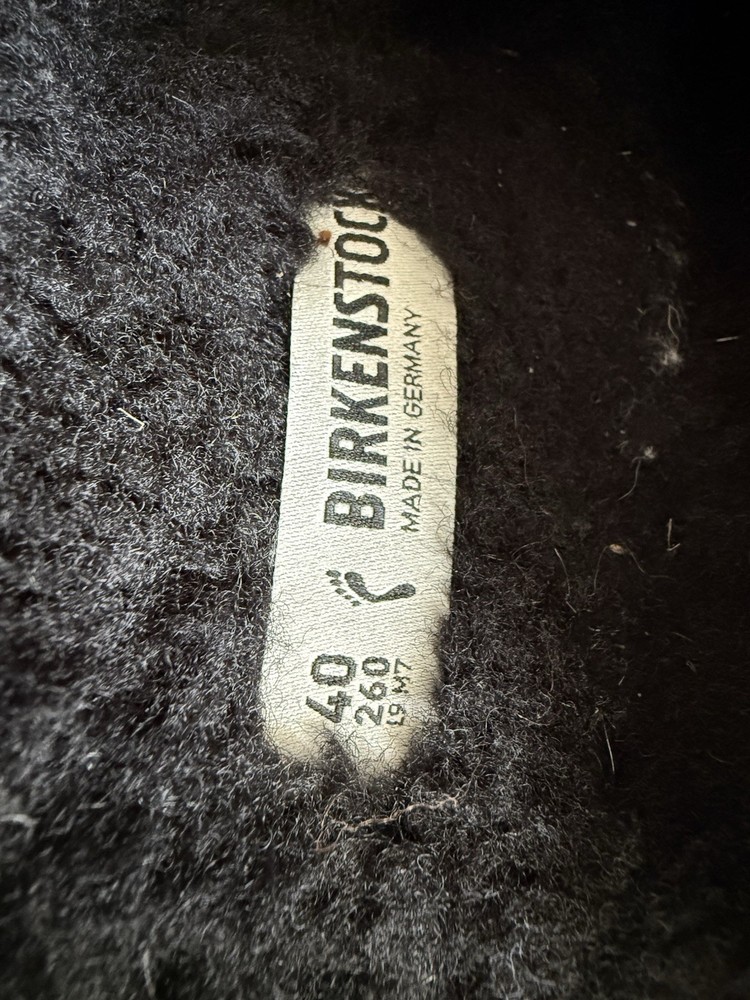 BIRKENSTOCK
MADE IN GERMANY
40
260
L9 M7